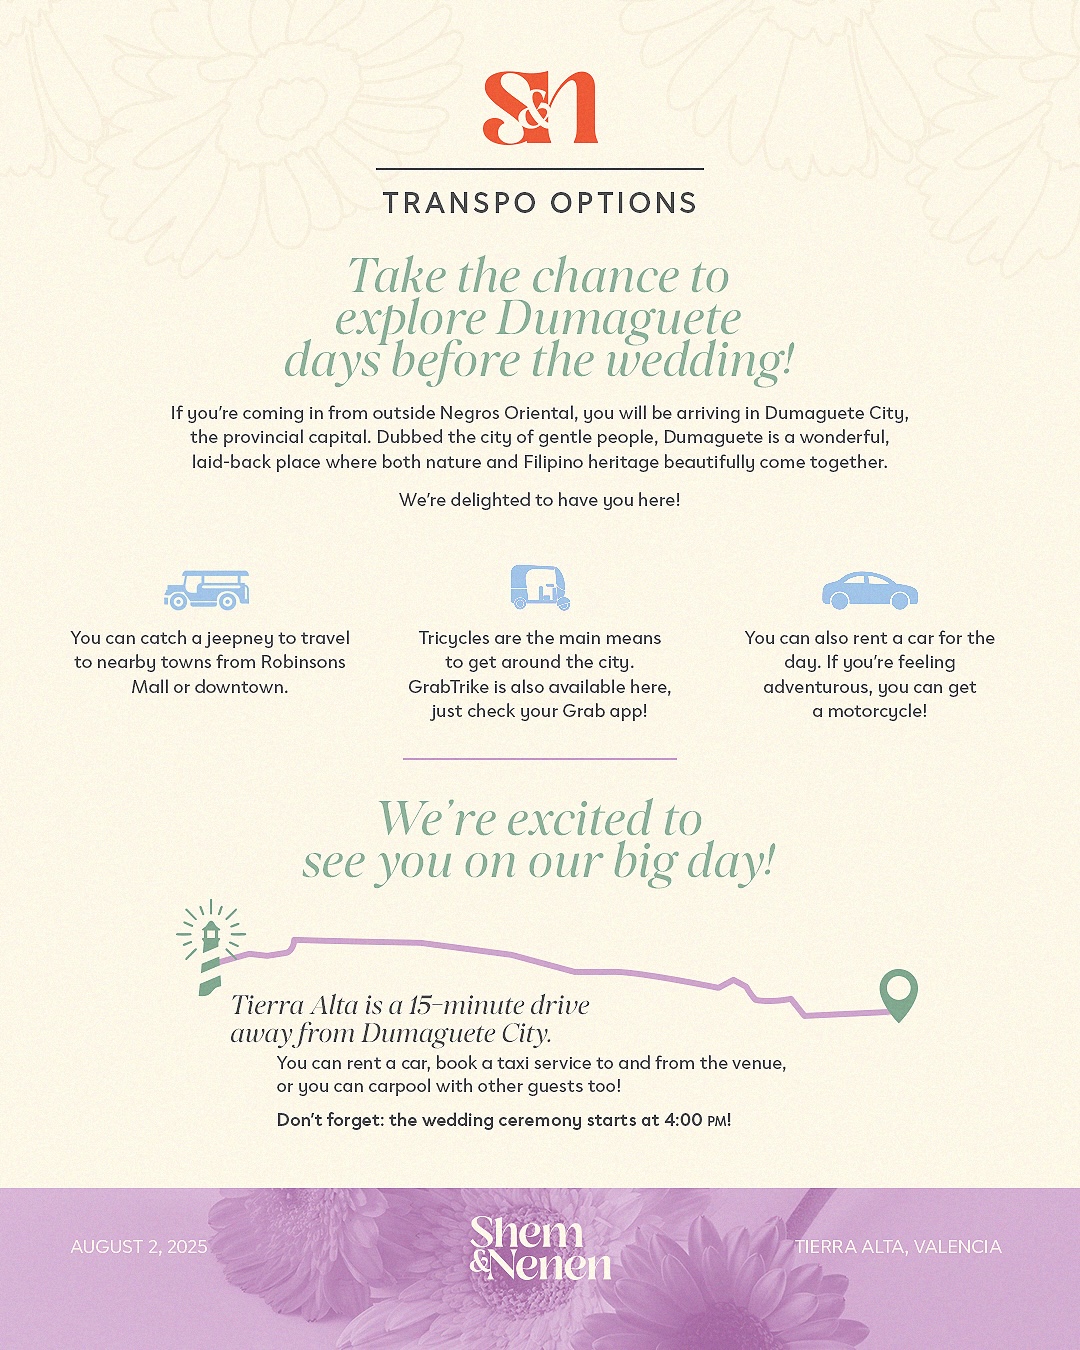 S&N
TRANSPO OPTIONS
Take the chance to
explore Dumaguete
days before the wedding!
If you're coming in from outside Negros Oriental, you will be arriving in Dumaguete City,
the provincial capital. Dubbed the city of gentle people, Dumaguete is a wonderful,
laid-back place where both nature and Filipino heritage beautifully come together.
We're delighted to have you here!
You can catch a jeepney to travel
to nearby towns from Robinsons
Mall or downtown.
Tricycles are the main means
to get around the city.
GrabTrike is also available here,
just check your Grab app!
You can also rent a car for the
day. If you're feeling
adventurous, you can get
a motorcycle!
We're excited to
see you on our big day!
Tierra Alta is a 15-minute drive
away from Dumaguete City.
You can rent a car, book a taxi service to and from the venue,
or you can carpool with other guests too!
Don't forget: the wedding ceremony starts at 4:00 PM!
AUGUST 2, 2025
Shem
&Nenen
TIERRA ALTA, VALENCIA